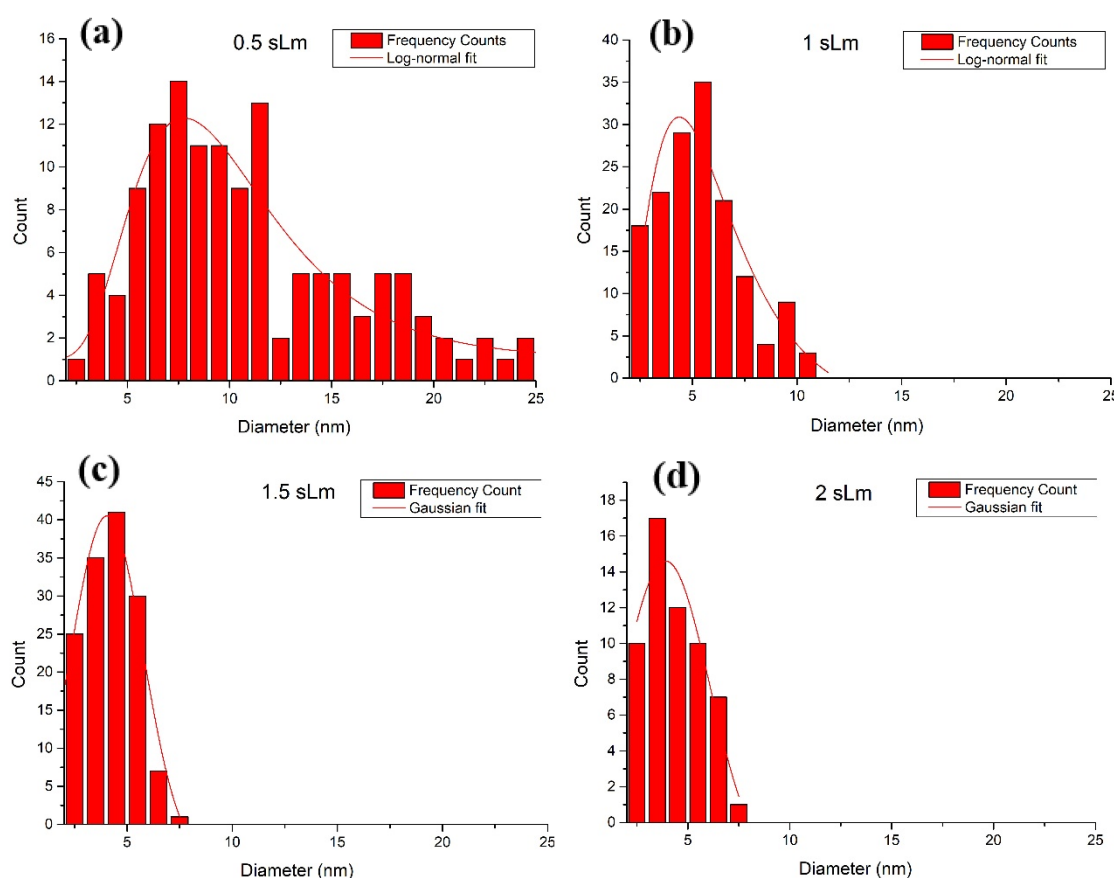 (a)
0.5 sLm
Frequency Counts
Log-normal fit
16
14
12
10
8
6
4
2
0
Count
5 10 15 20 25
Diameter (nm)
(b)
1 sLm
Frequency Counts
Log-normal fit
40
35
30
25
20
15
10
5
0
Count
5 10 15 20 25
Diameter (nm)
(c)
1.5 sLm
Frequency Count
Gaussian fit
45
40
35
30
25
20
15
10
5
0
Count
5 10 15 20 25
Diameter (nm)
(d)
2 sLm
Frequency Count
Gaussian fit
18
16
14
12
10
8
6
4
2
0
Count
5 10 15 20 25
Diameter (nm)